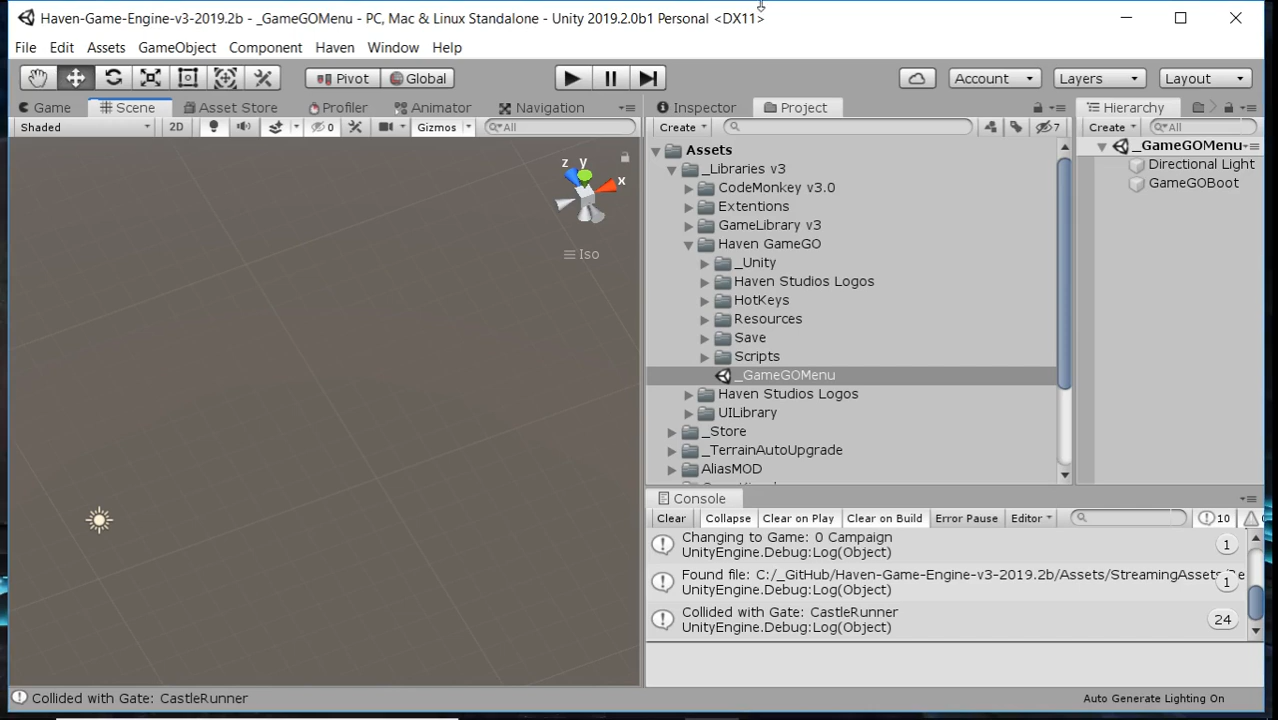 Haven-Game-Engine-v3-2019.2b - _GameGOMenu - PC, Mac & Linux Standalone - Unity 2019.2.0b1 Personal <DX11>
File Edit Assets GameObject Component Haven Window Help
Pivot Global Account Layers Layout
Game Scene Asset Store Profiler Animator Navigation
Shaded 2D 0 Gizmos All
z y x
Iso
Inspector Project
Create 7
Assets
_Libraries v3
CodeMonkey v3.0
Extentions
GameLibrary v3
Haven GameGO
_Unity
Haven Studios Logos
HotKeys
Resources
Save
Scripts
_GameGOMenu
Haven Studios Logos
UILibrary
_Store
_TerrainAutoUpgrade
AliasMOD
Hierarchy
Create All
_GameGOMenu
Directional Light
GameGOBoot
Console
Clear Collapse Clear on Play Clear on Build Error Pause Editor 10
Changing to Game: 0 Campaign
UnityEngine.Debug:Log(Object)
1
Found file: C:/_GitHub/Haven-Game-Engine-v3-2019.2b/Assets/StreamingAssets/
UnityEngine.Debug:Log(Object)
1
Collided with Gate: CastleRunner
UnityEngine.Debug:Log(Object)
24
Collided with Gate: CastleRunner
Auto Generate Lighting On